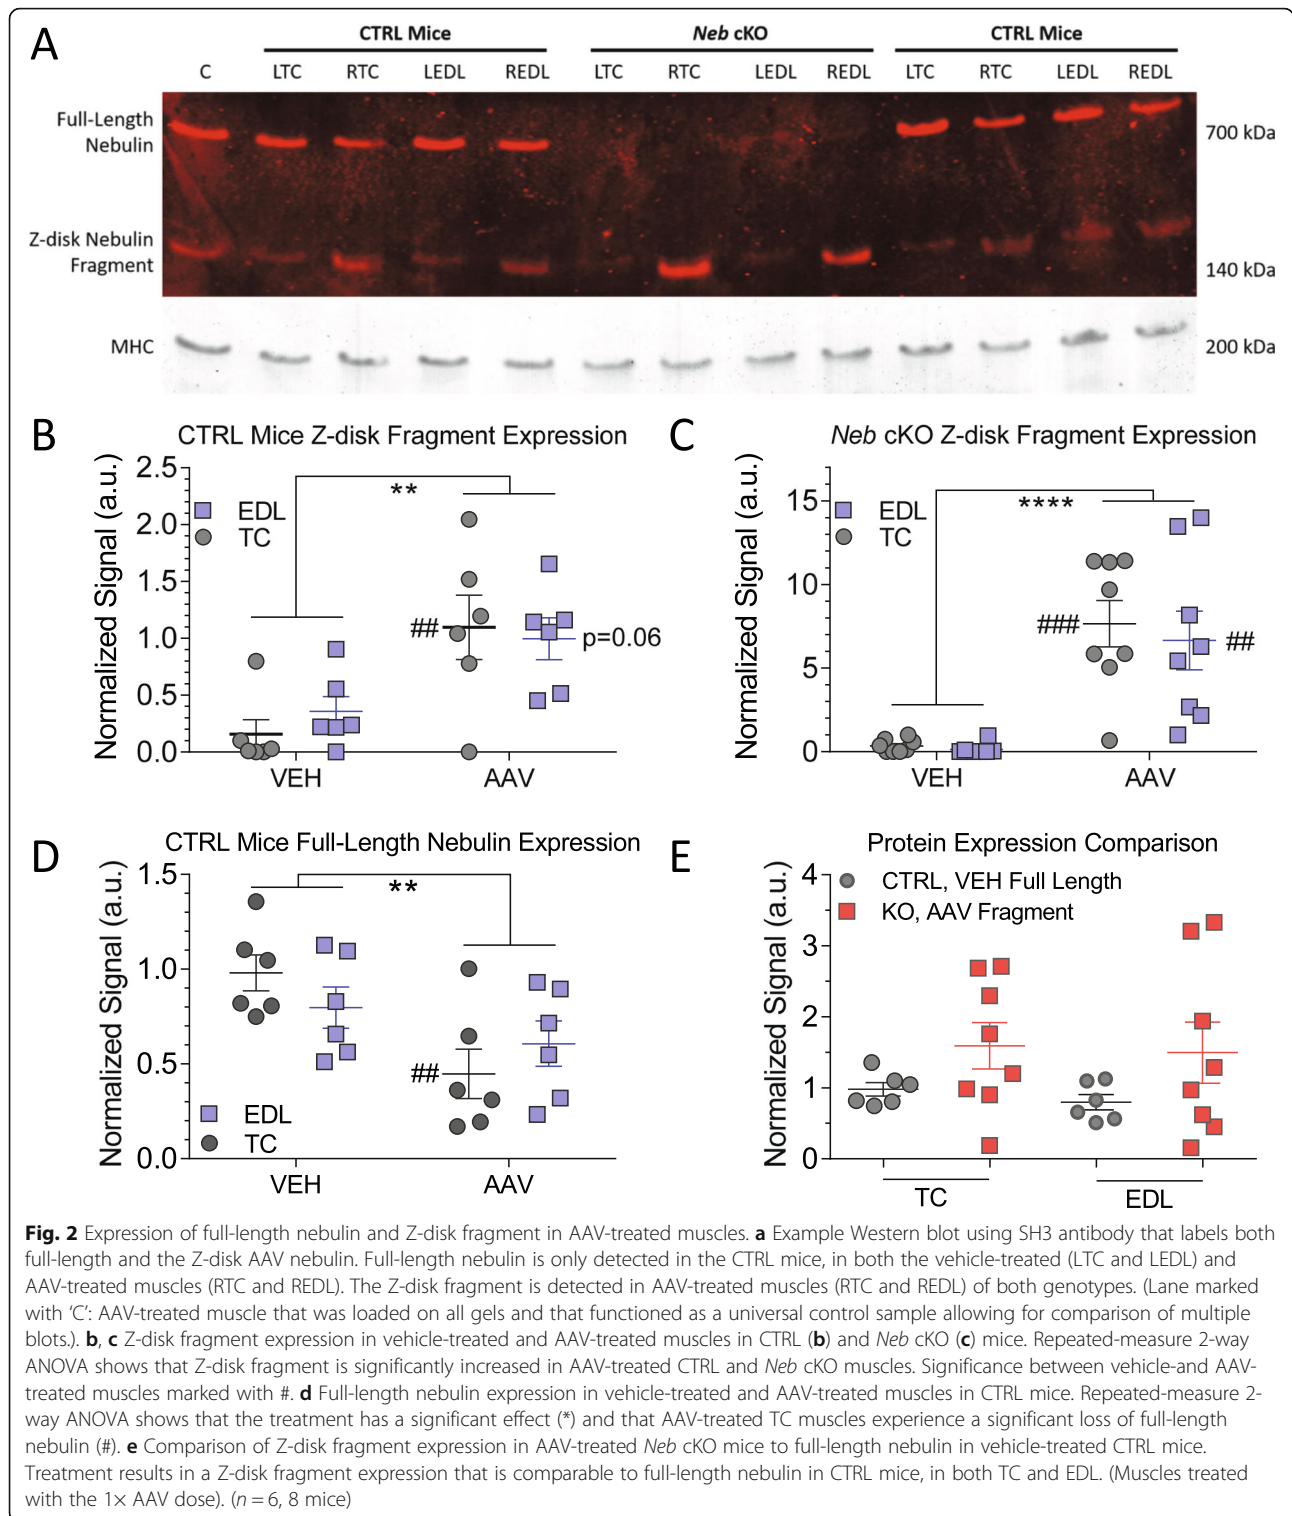 A
CTRL Mice
Neb cKO
CTRL Mice
C LTC RTC LEDL REDL LTC RTC LEDL REDL LTC RTC LEDL REDL
Full-Length
Nebulin
700 kDa
Z-disk Nebulin
Fragment
140 kDa
MHC
200 kDa
B
CTRL Mice Z-disk Fragment Expression
Normalized Signal (a.u.)
2.5
2.0
1.5
1.0
0.5
0.0
EDL
TC
**
##
p=0.06
VEH AAV
C
Neb cKO Z-disk Fragment Expression
Normalized Signal (a.u.)
15
10
5
0
EDL
TC
****
###
##
VEH AAV
D
CTRL Mice Full-Length Nebulin Expression
Normalized Signal (a.u.)
1.5
1.0
0.5
0.0
**
##
EDL
TC
VEH AAV
E
Protein Expression Comparison
Normalized Signal (a.u.)
4
3
2
1
0
CTRL, VEH Full Length
KO, AAV Fragment
TC EDL
Fig. 2 Expression of full-length nebulin and Z-disk fragment in AAV-treated muscles. a Example Western blot using SH3 antibody that labels both
full-length and the Z-disk AAV nebulin. Full-length nebulin is only detected in the CTRL mice, in both the vehicle-treated (LTC and LEDL) and
AAV-treated muscles (RTC and REDL). The Z-disk fragment is detected in AAV-treated muscles (RTC and REDL) of both genotypes. (Lane marked
with ‘C’: AAV-treated muscle that was loaded on all gels and that functioned as a universal control sample allowing for comparison of multiple
blots.). b, c Z-disk fragment expression in vehicle-treated and AAV-treated muscles in CTRL (b) and Neb cKO (c) mice. Repeated-measure 2-way
ANOVA shows that Z-disk fragment is significantly increased in AAV-treated CTRL and Neb cKO muscles. Significance between vehicle-and AAV-
treated muscles marked with #. d Full-length nebulin expression in vehicle-treated and AAV-treated muscles in CTRL mice. Repeated-measure 2-
way ANOVA shows that the treatment has a significant effect (*) and that AAV-treated TC muscles experience a significant loss of full-length
nebulin (#). e Comparison of Z-disk fragment expression in AAV-treated Neb cKO mice to full-length nebulin in vehicle-treated CTRL mice.
Treatment results in a Z-disk fragment expression that is comparable to full-length nebulin in CTRL mice, in both TC and EDL. (Muscles treated
with the 1× AAV dose). (n = 6, 8 mice)